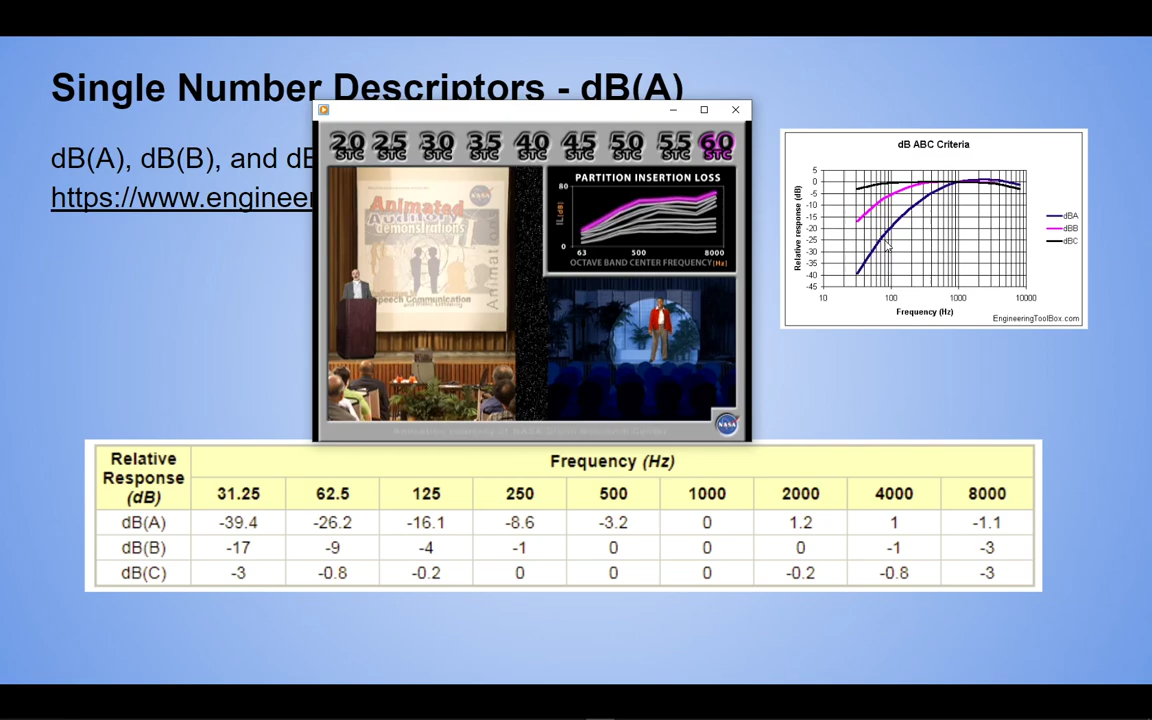 Single Number Descriptors - dB(A)
dB(A), dB(B), and dB
https://www.engineer
20 STC 25 STC 30 STC 35 STC 40 STC 45 STC 50 STC 55 STC 60 STC
Animated
Auditory
demonstrations
Speech Communication
NASA
PARTITION INSERTION LOSS
80
IL[dB]
0
63 500 8000
OCTAVE BAND CENTER FREQUENCY[Hz]
NASA
dB ABC Criteria
Relative response (dB)
5
0
-5
-10
-15
-20
-25
-30
-35
-40
-45
10 100 1000 10000
Frequency (Hz)
dBA
dBB
dBC
EngineeringToolBox.com
Relative Response (dB) Frequency (Hz)
31.25 62.5 125 250 500 1000 2000 4000 8000
dB(A) -39.4 -26.2 -16.1 -8.6 -3.2 0 1.2 1 -1.1
dB(B) -17 -9 -4 -1 0 0 0 -1 -3
dB(C) -3 -0.8 -0.2 0 0 0 -0.2 -0.8 -3